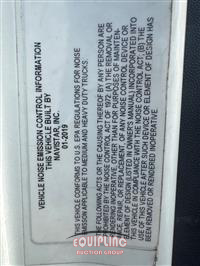 VEHICLE NOISE EMISSION CONTROL INFORMATION
THIS VEHICLE BUILT BY
NAVISTAR, INC.
01.2019
THIS VEHICLE CONFORMS TO U.S. EPA REGULATIONS FOR NOISE
EMISSION APPLICABLE TO MEDIUM AND HEAVY DUTY TRUCKS.
THE FOLLOWING ACTS OR THE CAUSING THEREOF BY ANY PERSON ARE
PROHIBITED BY THE NOISE CONTROL ACT OF 1972: (A) THE REMOVAL OR
RENDERING INOPERATIVE, OTHER THAN FOR PURPOSES OF MAINTEN-
ANCE, REPAIR, OR REPLACEMENT, OF ANY NOISE CONTROL DEVICE OR
ELEMENT OF DESIGN (LISTED IN OWNERS MANUAL) INCORPORATED INTO
THIS VEHICLE IN COMPLIANCE WITH THE NOISE CONTROL ACT; (B) THE
USE OF THIS VEHICLE AFTER SUCH DEVICE OR ELEMENT OF DESIGN HAS
BEEN REMOVED OR RENDERED INOPERATIVE.
EQUIPLINQ
AUCTION GROUP